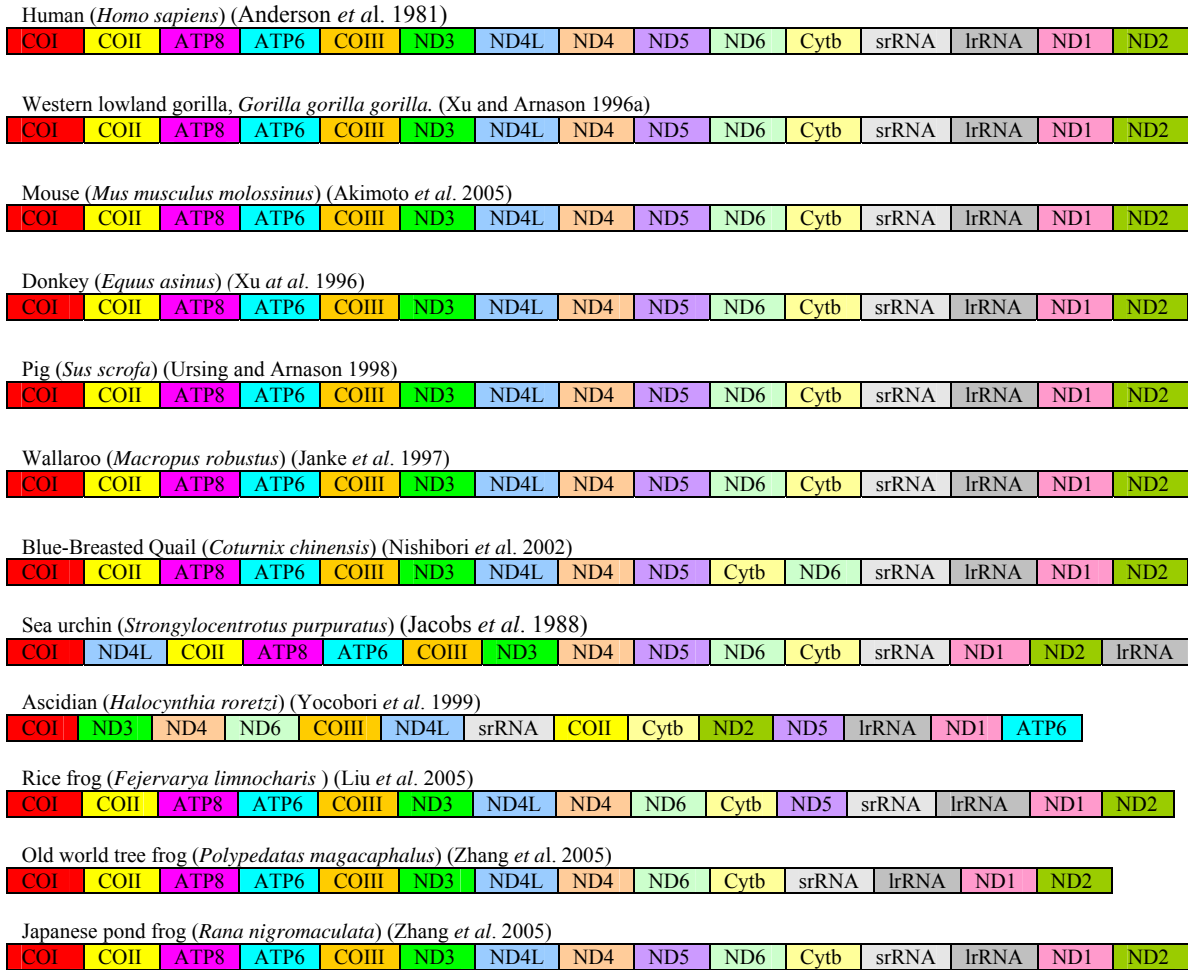 Human (Homo sapiens) (Anderson et al. 1981)
COI COII ATP8 ATP6 COIII ND3 ND4L ND4 ND5 ND6 Cytb srRNA lrRNA ND1 ND2
Western lowland gorilla, Gorilla gorilla gorilla. (Xu and Arnason 1996a)
COI COII ATP8 ATP6 COIII ND3 ND4L ND4 ND5 ND6 Cytb srRNA lrRNA ND1 ND2
Mouse (Mus musculus molossinus) (Akimoto et al. 2005)
COI COII ATP8 ATP6 COIII ND3 ND4L ND4 ND5 ND6 Cytb srRNA lrRNA ND1 ND2
Donkey (Equus asinus) (Xu at al. 1996)
COI COII ATP8 ATP6 COIII ND3 ND4L ND4 ND5 ND6 Cytb srRNA lrRNA ND1 ND2
Pig (Sus scrofa) (Ursing and Arnason 1998)
COI COII ATP8 ATP6 COIII ND3 ND4L ND4 ND5 ND6 Cytb srRNA lrRNA ND1 ND2
Wallaroo (Macropus robustus) (Janke et al. 1997)
COI COII ATP8 ATP6 COIII ND3 ND4L ND4 ND5 ND6 Cytb srRNA lrRNA ND1 ND2
Blue-Breasted Quail (Coturnix chinensis) (Nishibori et al. 2002)
COI COII ATP8 ATP6 COIII ND3 ND4L ND4 ND5 Cytb ND6 srRNA lrRNA ND1 ND2
Sea urchin (Strongylocentrotus purpuratus) (Jacobs et al. 1988)
COI ND4L COII ATP8 ATP6 COIII ND3 ND4 ND5 ND6 Cytb srRNA ND1 ND2 lrRNA
Ascidian (Halocynthia roretzi) (Yocobori et al. 1999)
COI ND3 ND4 ND6 COIII ND4L srRNA COII Cytb ND2 ND5 lrRNA ND1 ATP6
Rice frog (Fejervarya limnocharis ) (Liu et al. 2005)
COI COII ATP8 ATP6 COIII ND3 ND4L ND4 ND6 Cytb ND5 srRNA lrRNA ND1 ND2
Old world tree frog (Polypedatas magacaphalus) (Zhang et al. 2005)
COI COII ATP8 ATP6 COIII ND3 ND4L ND4 ND6 Cytb srRNA lrRNA ND1 ND2
Japanese pond frog (Rana nigromaculata) (Zhang et al. 2005)
COI COII ATP8 ATP6 COIII ND3 ND4L ND4 ND5 ND6 Cytb srRNA lrRNA ND1 ND2